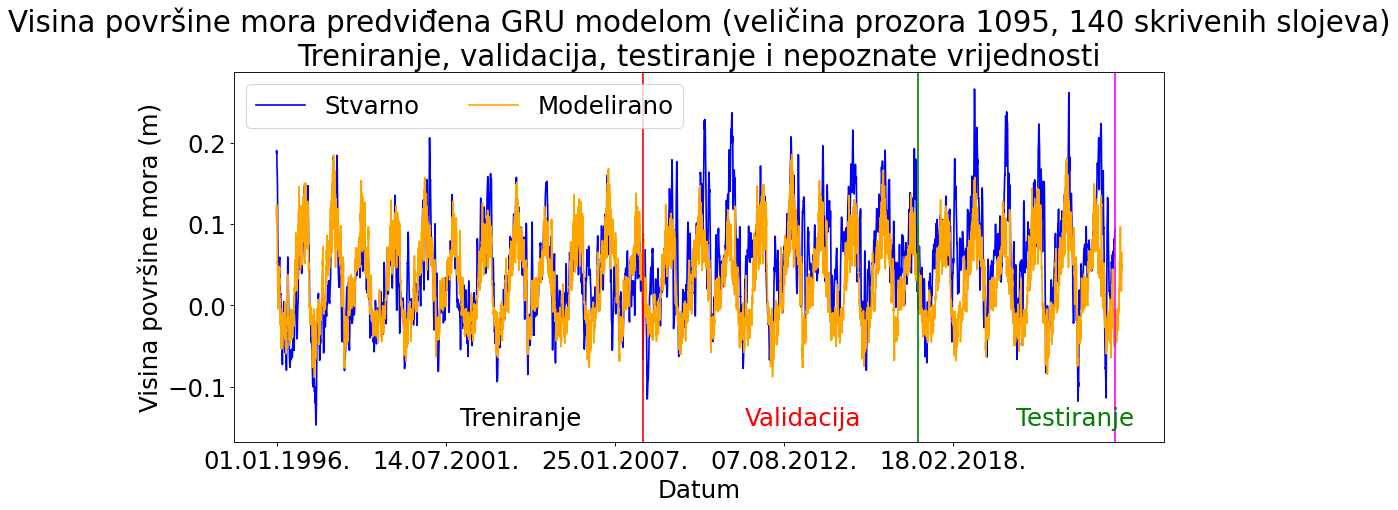 Visina površine mora predviđena GRU modelom (veličina prozora 1095, 140 skrivenih slojeva)
Treniranje, validacija, testiranje i nepoznate vrijednosti
Stvarno
Modelirano
Visina površine mora (m)
0.2
0.1
0.0
−0.1
Treniranje
Validacija
Testiranje
01.01.1996.
14.07.2001.
25.01.2007.
07.08.2012.
18.02.2018.
Datum